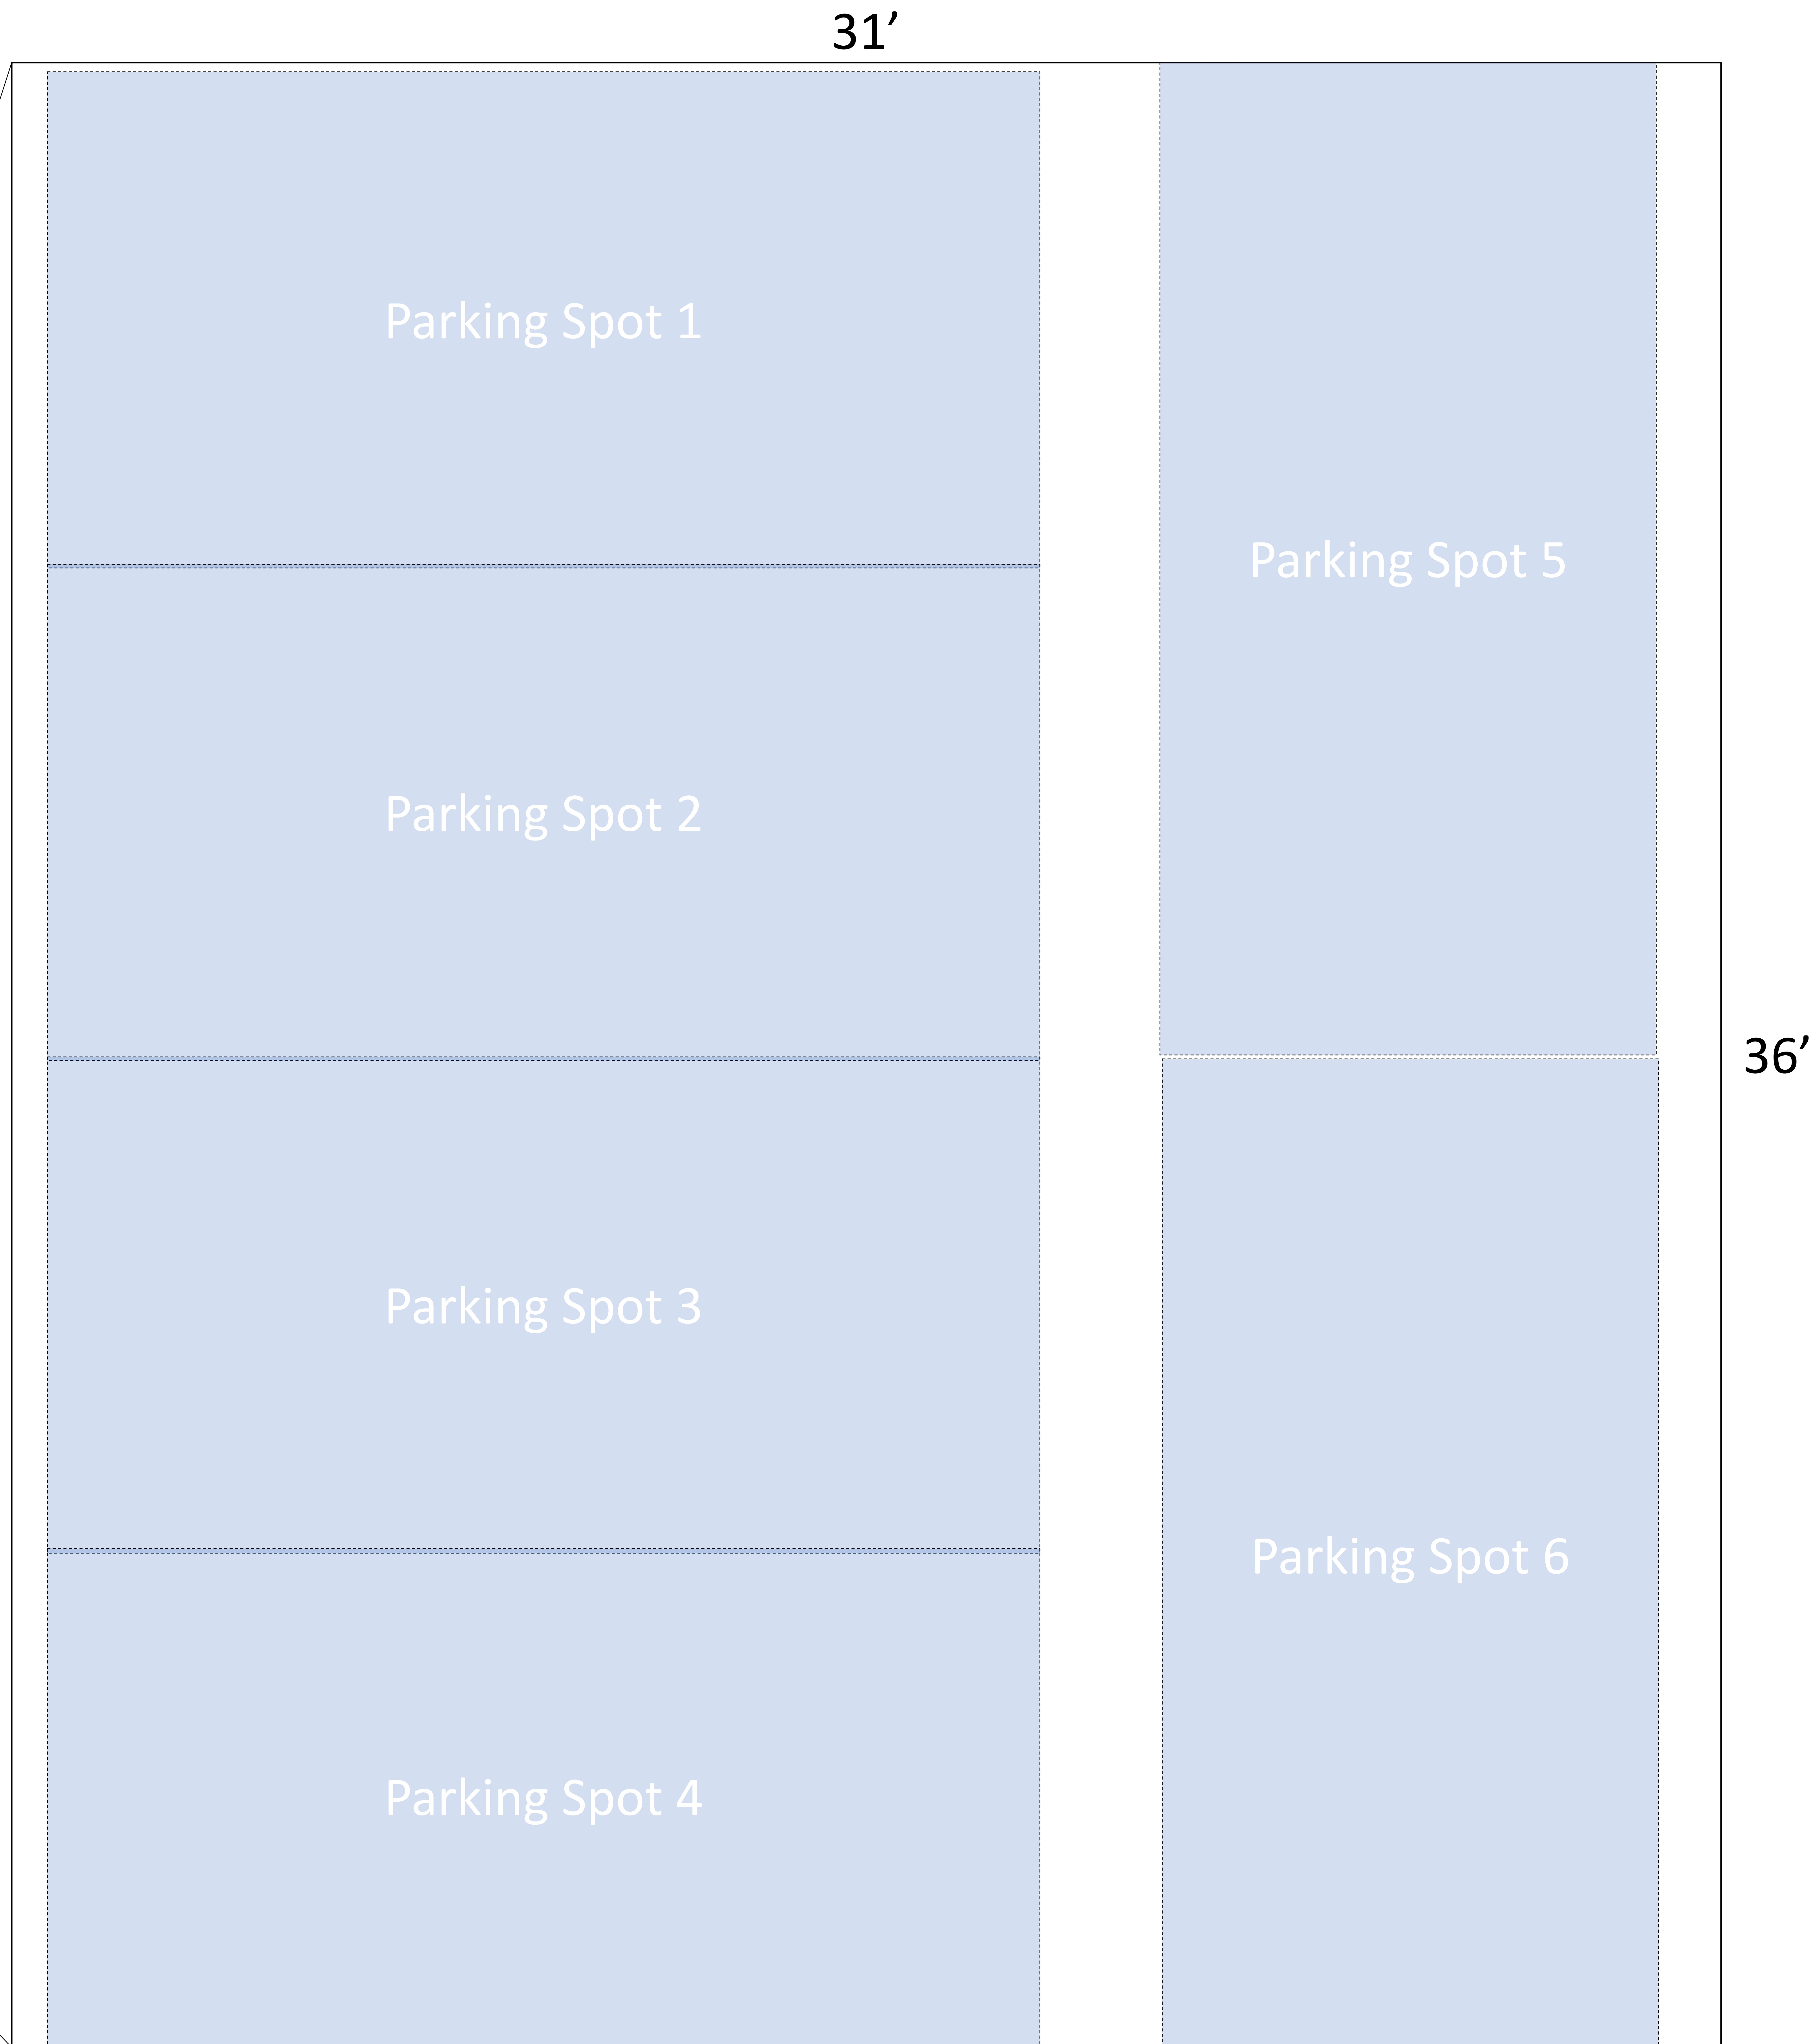 31’
Parking Spot 1
Parking Spot 5
Parking Spot 2
36’
Parking Spot 3
Parking Spot 6
Parking Spot 4